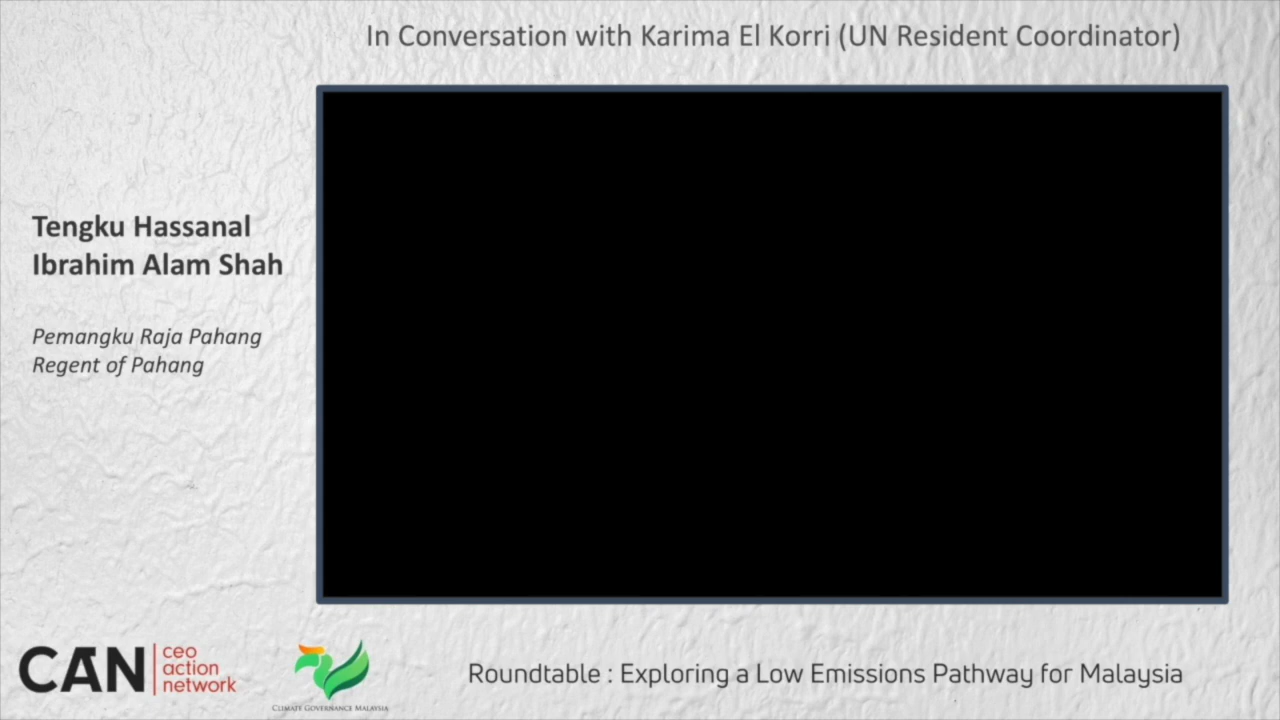 In Conversation with Karima El Korri (UN Resident Coordinator)
Tengku Hassanal
Ibrahim Alam Shah
Pemangku Raja Pahang
Regent of Pahang
CAN
ceo
action
network
CLIMATE GOVERNANCE MALAYSIA
Roundtable : Exploring a Low Emissions Pathway for Malaysia